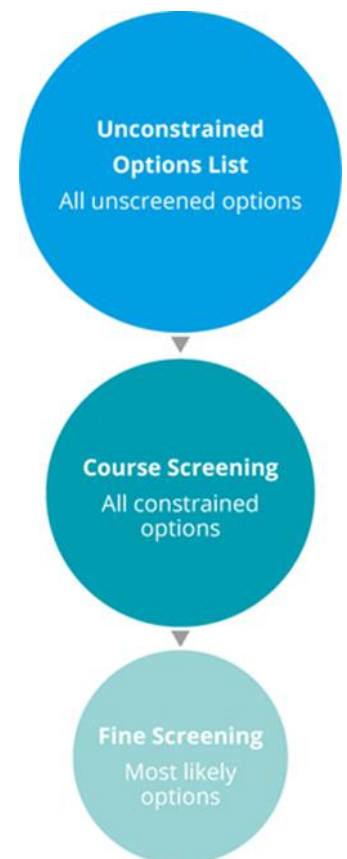 Unconstrained
Options List
All unscreened options
Course Screening
All constrained
options
Fine Screening
Most likely
options